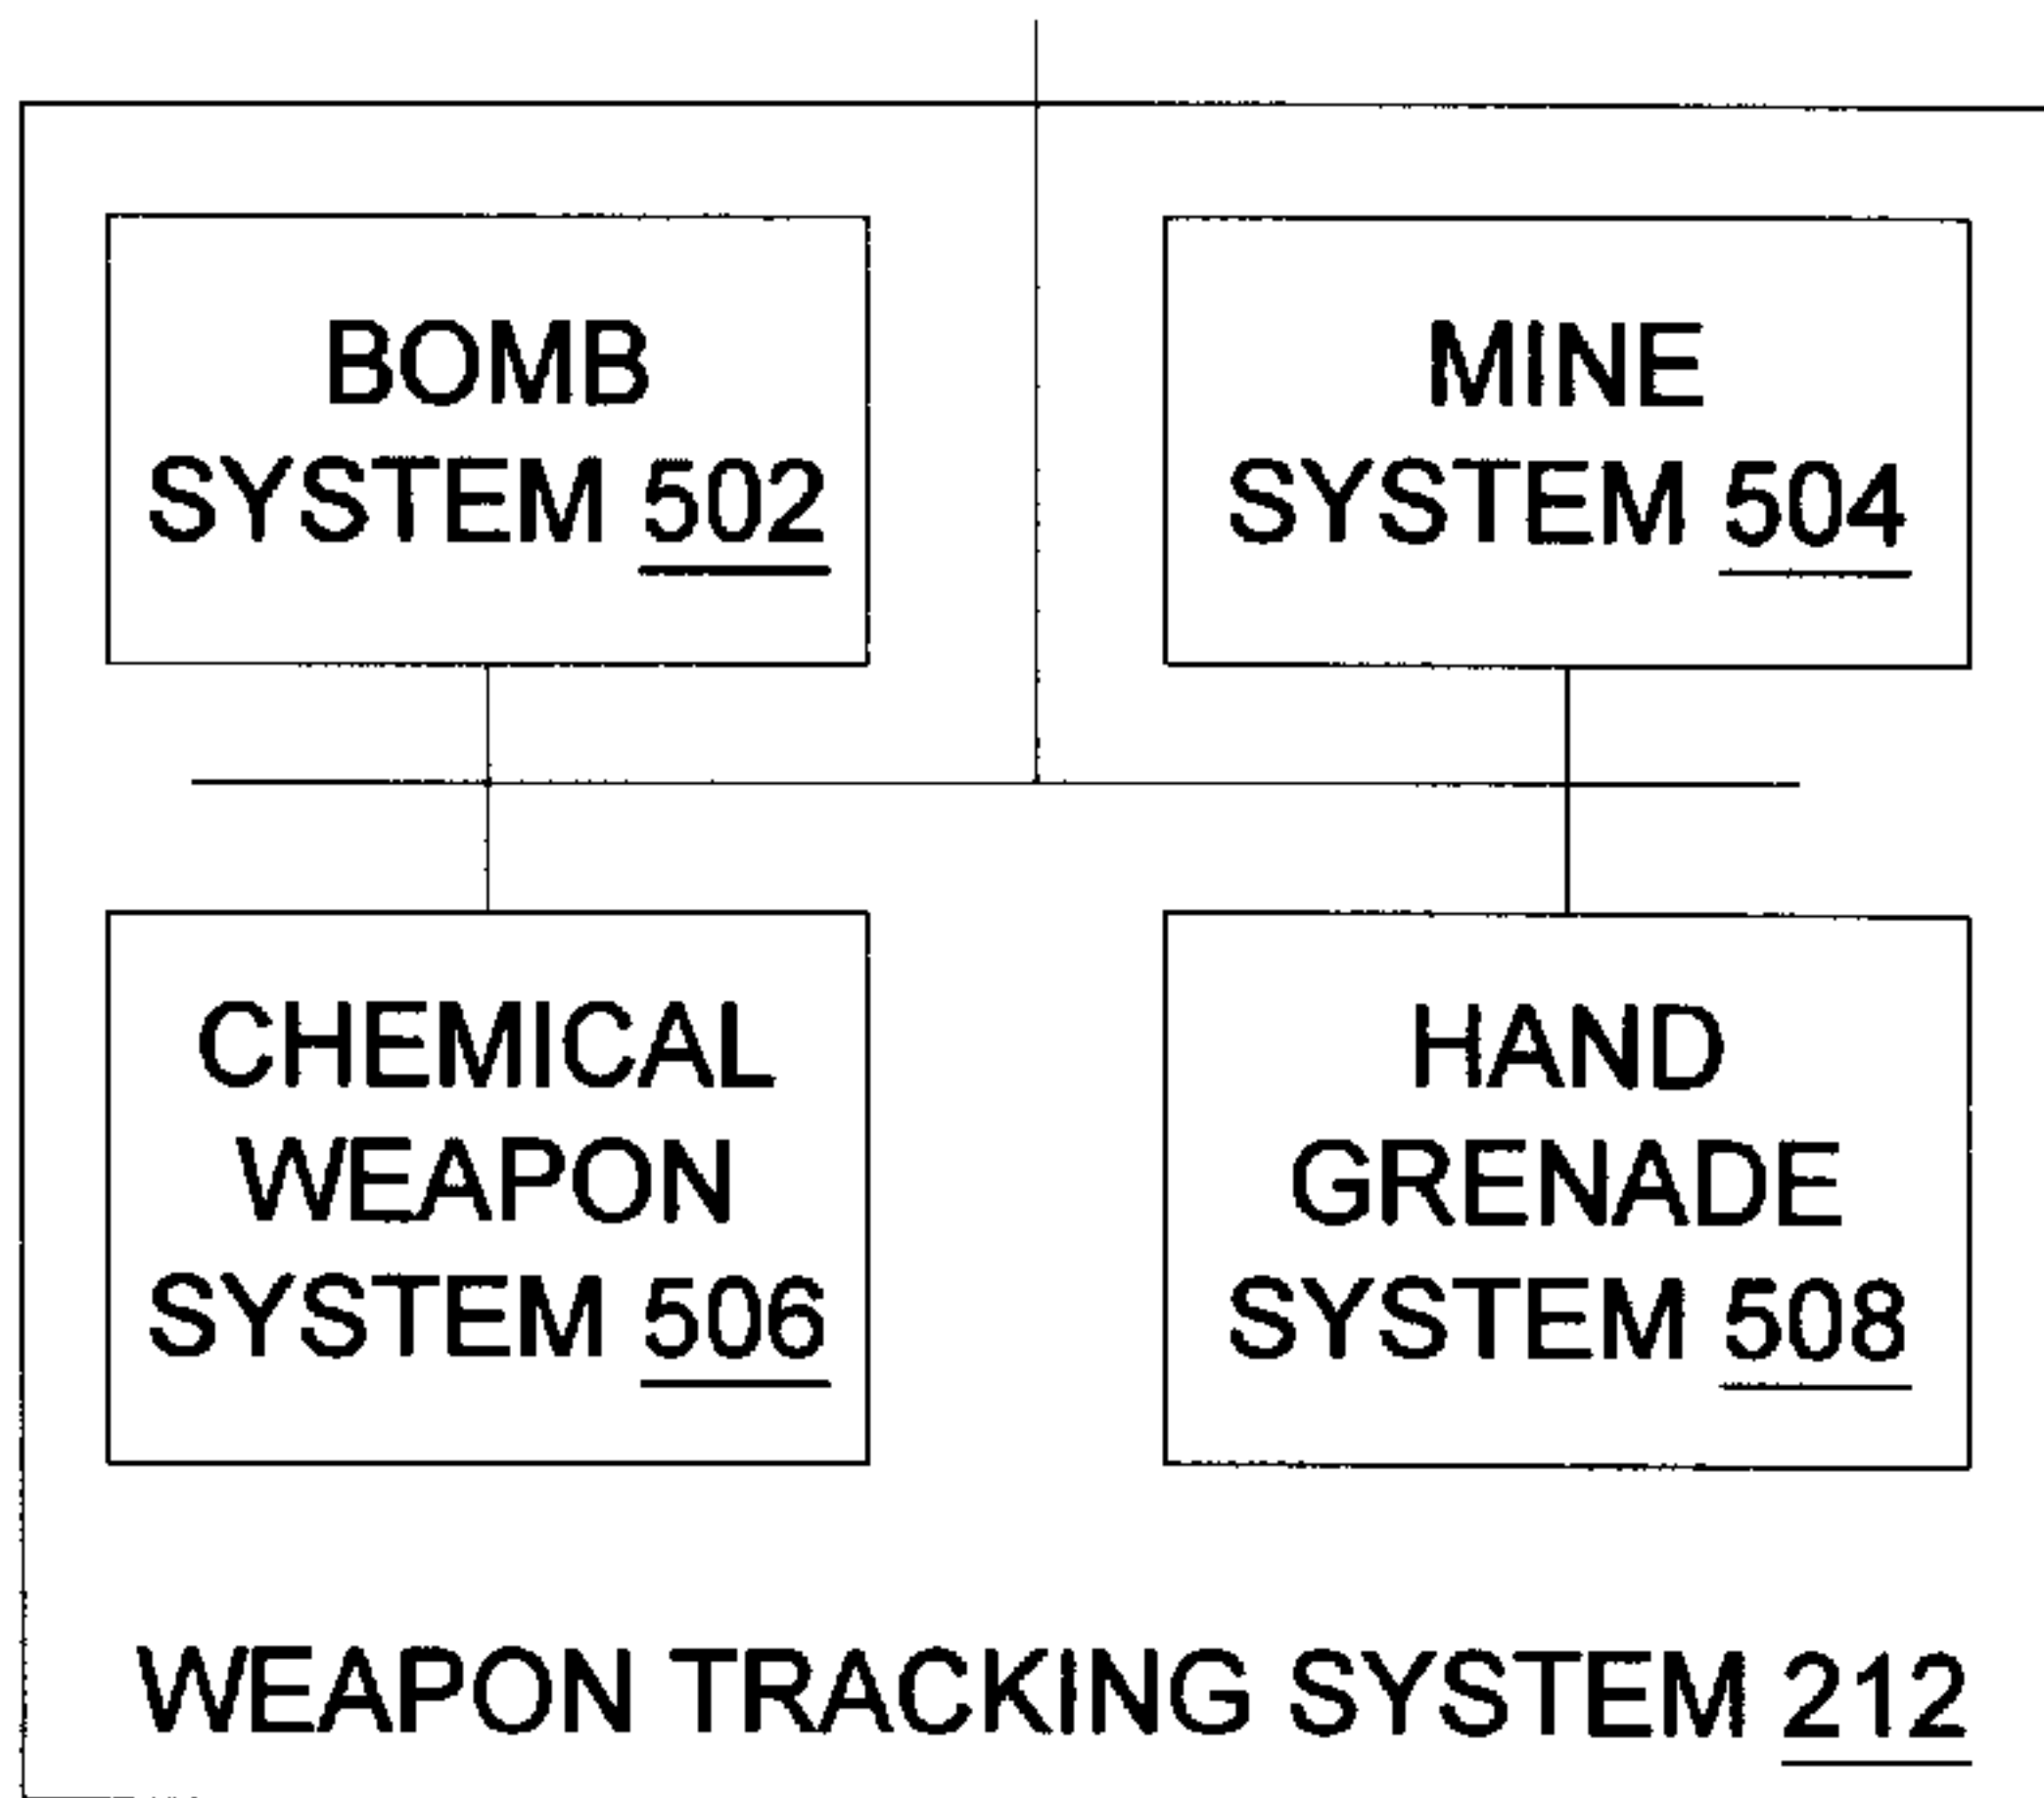 BOMB
SYSTEM 502
MINE
SYSTEM 504
CHEMICAL
WEAPON
SYSTEM 506
HAND
GRENADE
SYSTEM 508
WEAPON TRACKING SYSTEM 212